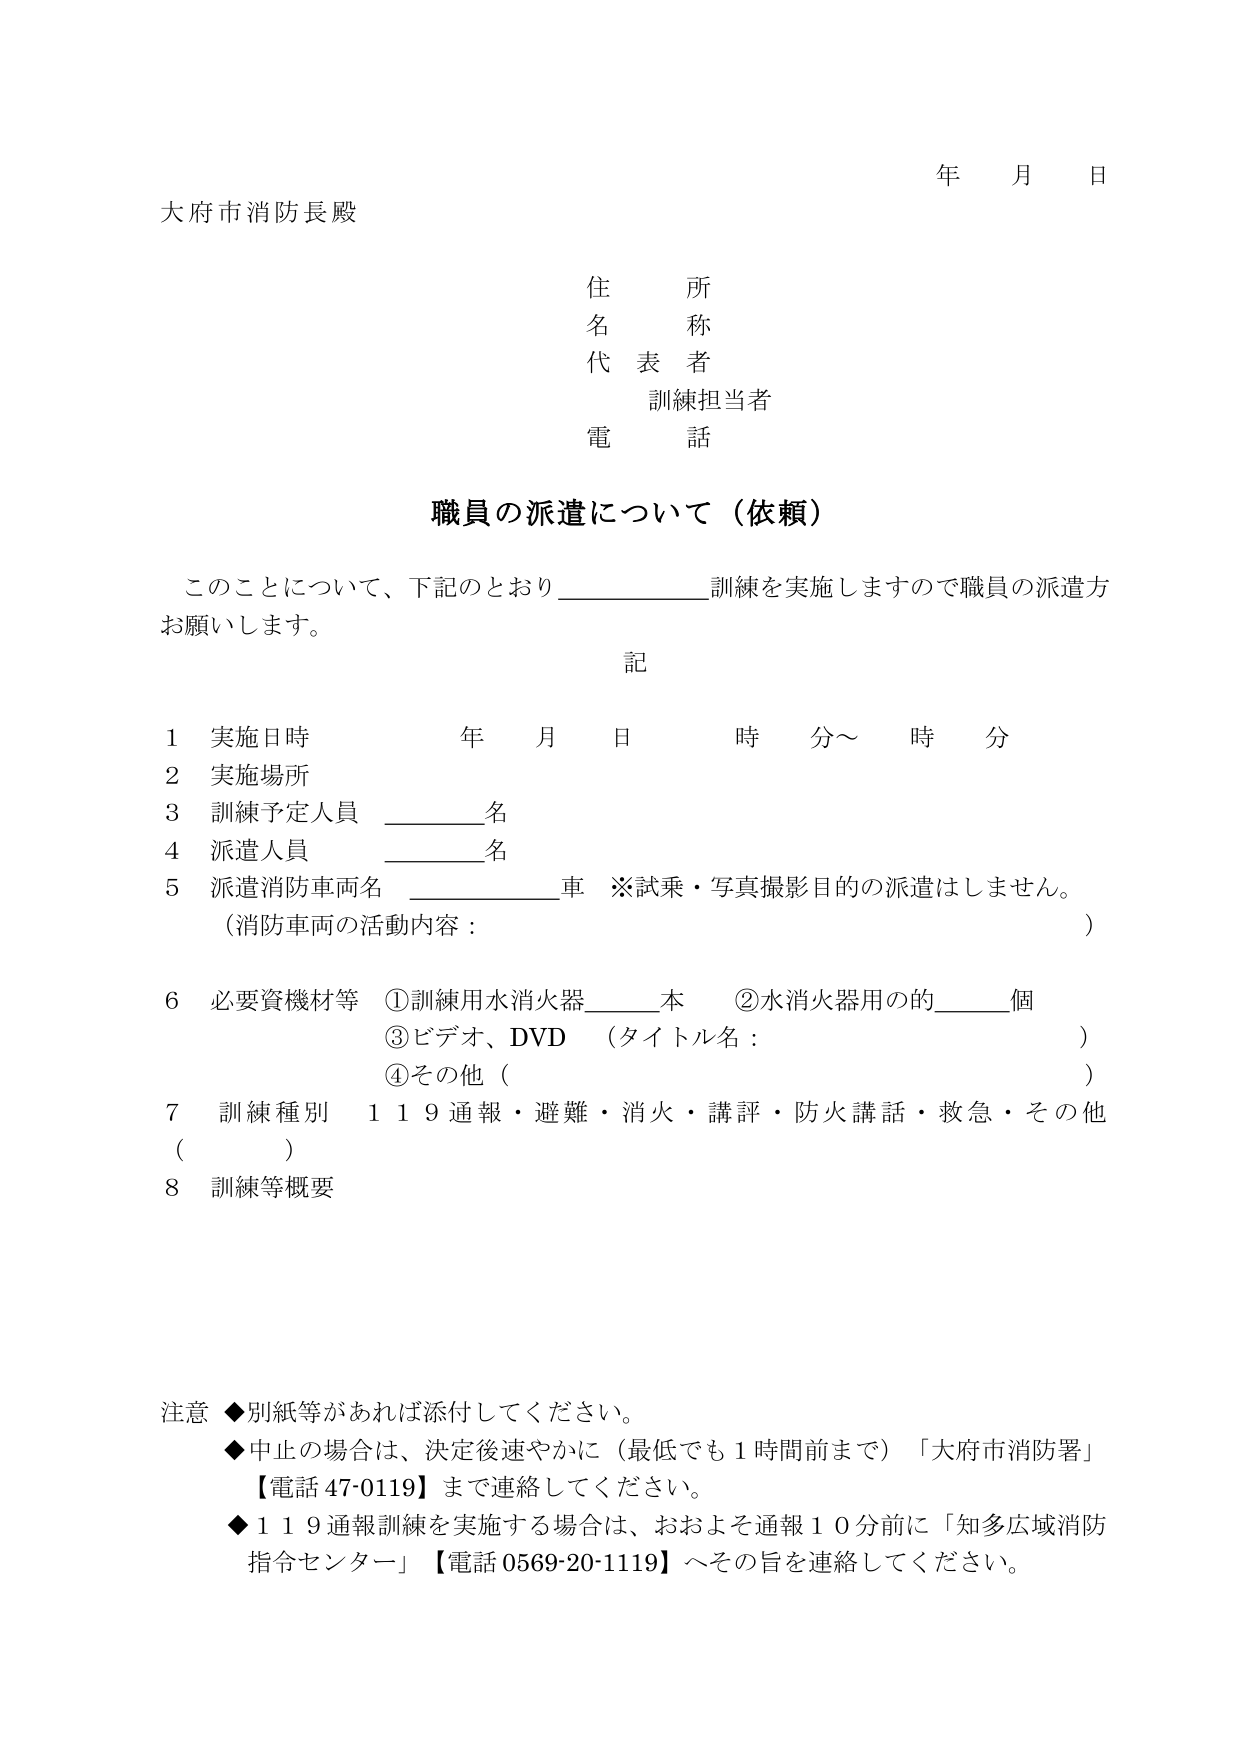 年　　月　　日
大府市消防長殿
住　　　所
名　　　称
代　表　者
訓練担当者
電　　　話
職員の派遣について（依頼）
このことについて、下記のとおり＿＿＿＿＿＿訓練を実施しますので職員の派遣方
お願いします。
記
１　実施日時　　　　　　年　　月　　日　　　　時　　分～　　時　　分
２　実施場所
３　訓練予定人員　＿＿＿＿名
４　派遣人員　　　＿＿＿＿名
５　派遣消防車両名　＿＿＿＿＿＿車　※試乗・写真撮影目的の派遣はしません。
（消防車両の活動内容：　　　　　　　　　　　　　　　　　　　　　　　　）
６　必要資機材等　①訓練用水消火器＿＿＿本　　②水消火器用の的＿＿＿個
③ビデオ、DVD　（タイトル名：　　　　　　　　　　　　　）
④その他（　　　　　　　　　　　　　　　　　　　　　　　）
７　訓練種別　１１９通報・避難・消火・講評・防火講話・救急・その他
（　　　　）
８　訓練等概要
注意 ◆別紙等があれば添付してください。
◆中止の場合は、決定後速やかに（最低でも１時間前まで）「大府市消防署」
【電話 47-0119】まで連絡してください。
◆１１９通報訓練を実施する場合は、おおよそ通報１０分前に「知多広域消防
指令センター」【電話 0569-20-1119】へその旨を連絡してください。